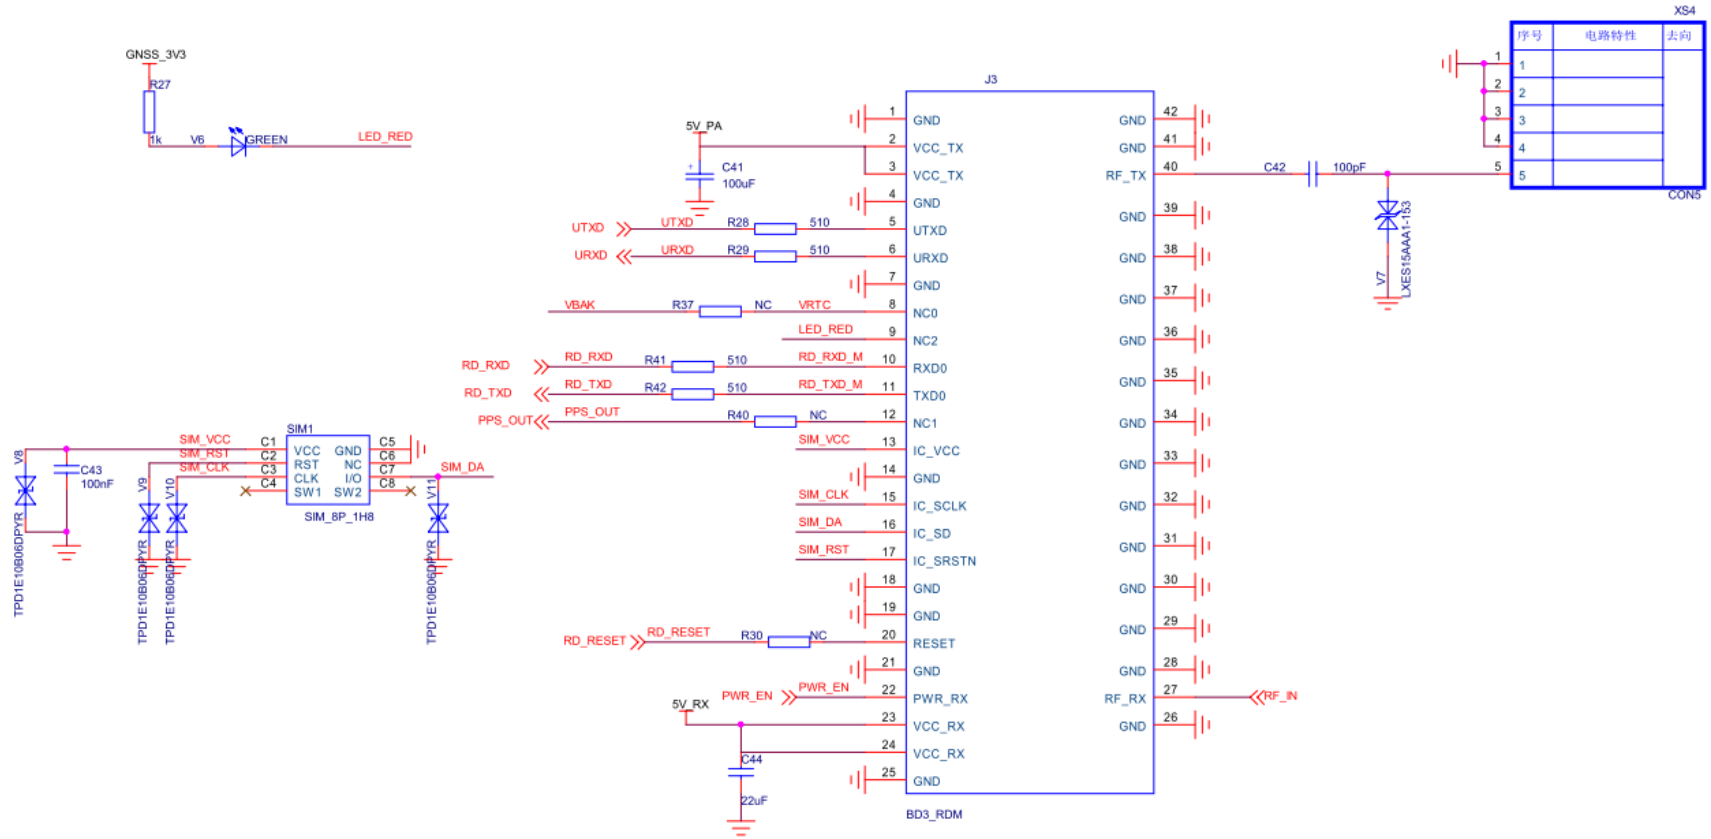 XS4
序号 电路特性 去向
1 1
2 2
3 3
4 4
5 5
CON5
GNSS_3V3
R27
1k
V6
GREEN
LED_RED
J3
5V_PA
C41
100uF
UTXD UTXD R28 510
URXD URXD R29 510
VBAK R37 NC VRTC
LED_RED
RD_RXD RD_RXD R41 510 RD_RXD_M
RD_TXD RD_TXD R42 510 RD_TXD_M
PPS_OUT PPS_OUT R40 NC
SIM_VCC
SIM_CLK
SIM_DA
SIM_RST
RD_RESET RD_RESET R30 NC
PWR_EN PWR_EN
5V_RX
C44
22uF
1 GND
2 VCC_TX
3 VCC_TX
4 GND
5 UTXD
6 URXD
7 GND
8 NC0
9 NC2
10 RXD0
11 TXD0
12 NC1
13 IC_VCC
14 GND
15 IC_SCLK
16 IC_SD
17 IC_SRSTN
18 GND
19 GND
20 RESET
21 GND
22 PWR_RX
23 VCC_RX
24 VCC_RX
25 GND
GND 42
GND 41
RF_TX 40
GND 39
GND 38
GND 37
GND 36
GND 35
GND 34
GND 33
GND 32
GND 31
GND 30
GND 29
GND 28
RF_RX 27
GND 26
BD3_RDM
C42 100pF
V7
LXES15AAA1-153
RF_IN
SIM1
SIM_VCC C1 VCC GND C5
SIM_RST C2 RST NC C6
SIM_CLK C3 CLK I/O C7 SIM_DA
C4 SW1 SW2 C8
SIM_8P_1H8
V8
TPD1E10B06DPYR
C43
100nF
V9
TPD1E10B06DPYR
V10
TPD1E10B06DPYR
V11
TPD1E10B06DPYR